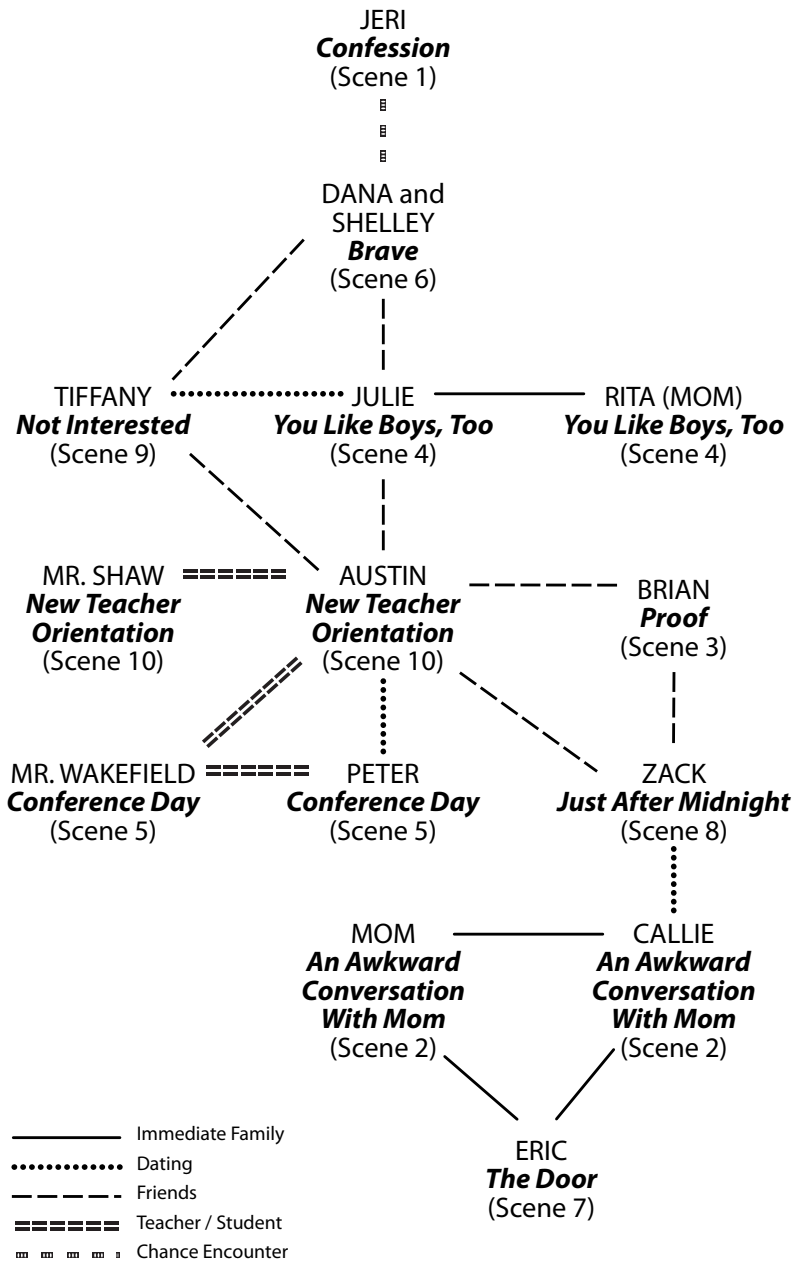 JERI
Confession
(Scene 1)
DANA and
SHELLEY
Brave
(Scene 6)
TIFFANY
Not Interested
(Scene 9)
JULIE
You Like Boys, Too
(Scene 4)
RITA (MOM)
You Like Boys, Too
(Scene 4)
MR. SHAW
New Teacher
Orientation
(Scene 10)
AUSTIN
New Teacher
Orientation
(Scene 10)
BRIAN
Proof
(Scene 3)
MR. WAKEFIELD
Conference Day
(Scene 5)
PETER
Conference Day
(Scene 5)
ZACK
Just After Midnight
(Scene 8)
MOM
An Awkward
Conversation
With Mom
(Scene 2)
CALLIE
An Awkward
Conversation
With Mom
(Scene 2)
ERIC
The Door
(Scene 7)
Immediate Family
Dating
Friends
Teacher / Student
Chance Encounter